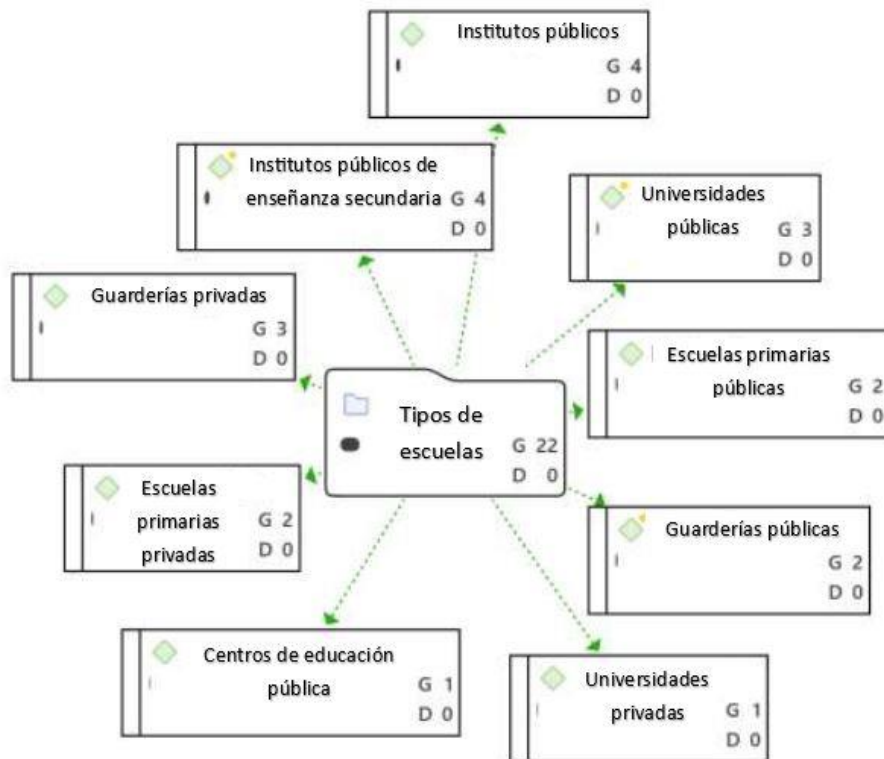 Institutos públicos
G 4
D 0
Institutos públicos de
enseñanza secundaria G 4
D 0
Universidades
públicas G 3
D 0
Guarderías privadas
G 3
D 0
Escuelas primarias
públicas G 2
D 0
Tipos de
escuelas G 22
D 0
Escuelas
primarias G 2
privadas D 0
Guarderías públicas
G 2
D 0
Centros de educación
pública G 1
D 0
Universidades
privadas G 1
D 0